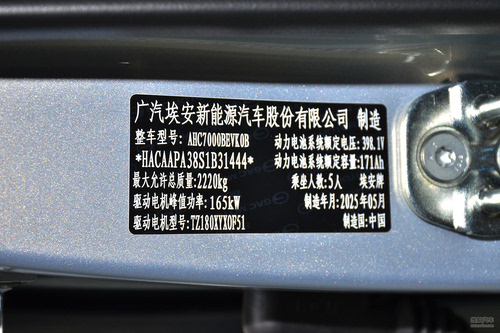 广汽埃安新能源汽车股份有限公司 制造
整车型号: AHC7000BEVK0B 动力电池系统额定电压: 398.1V
*HACAAPA38S1B31444* 动力电池系统额定容量: 171Ah
最大允许总质量: 2220kg 乘坐人数: 5人 埃安牌
驱动电机峰值功率: 165kW 制造年月: 2025年05月
驱动电机型号: TZ180XYX0F51 制造国: 中国